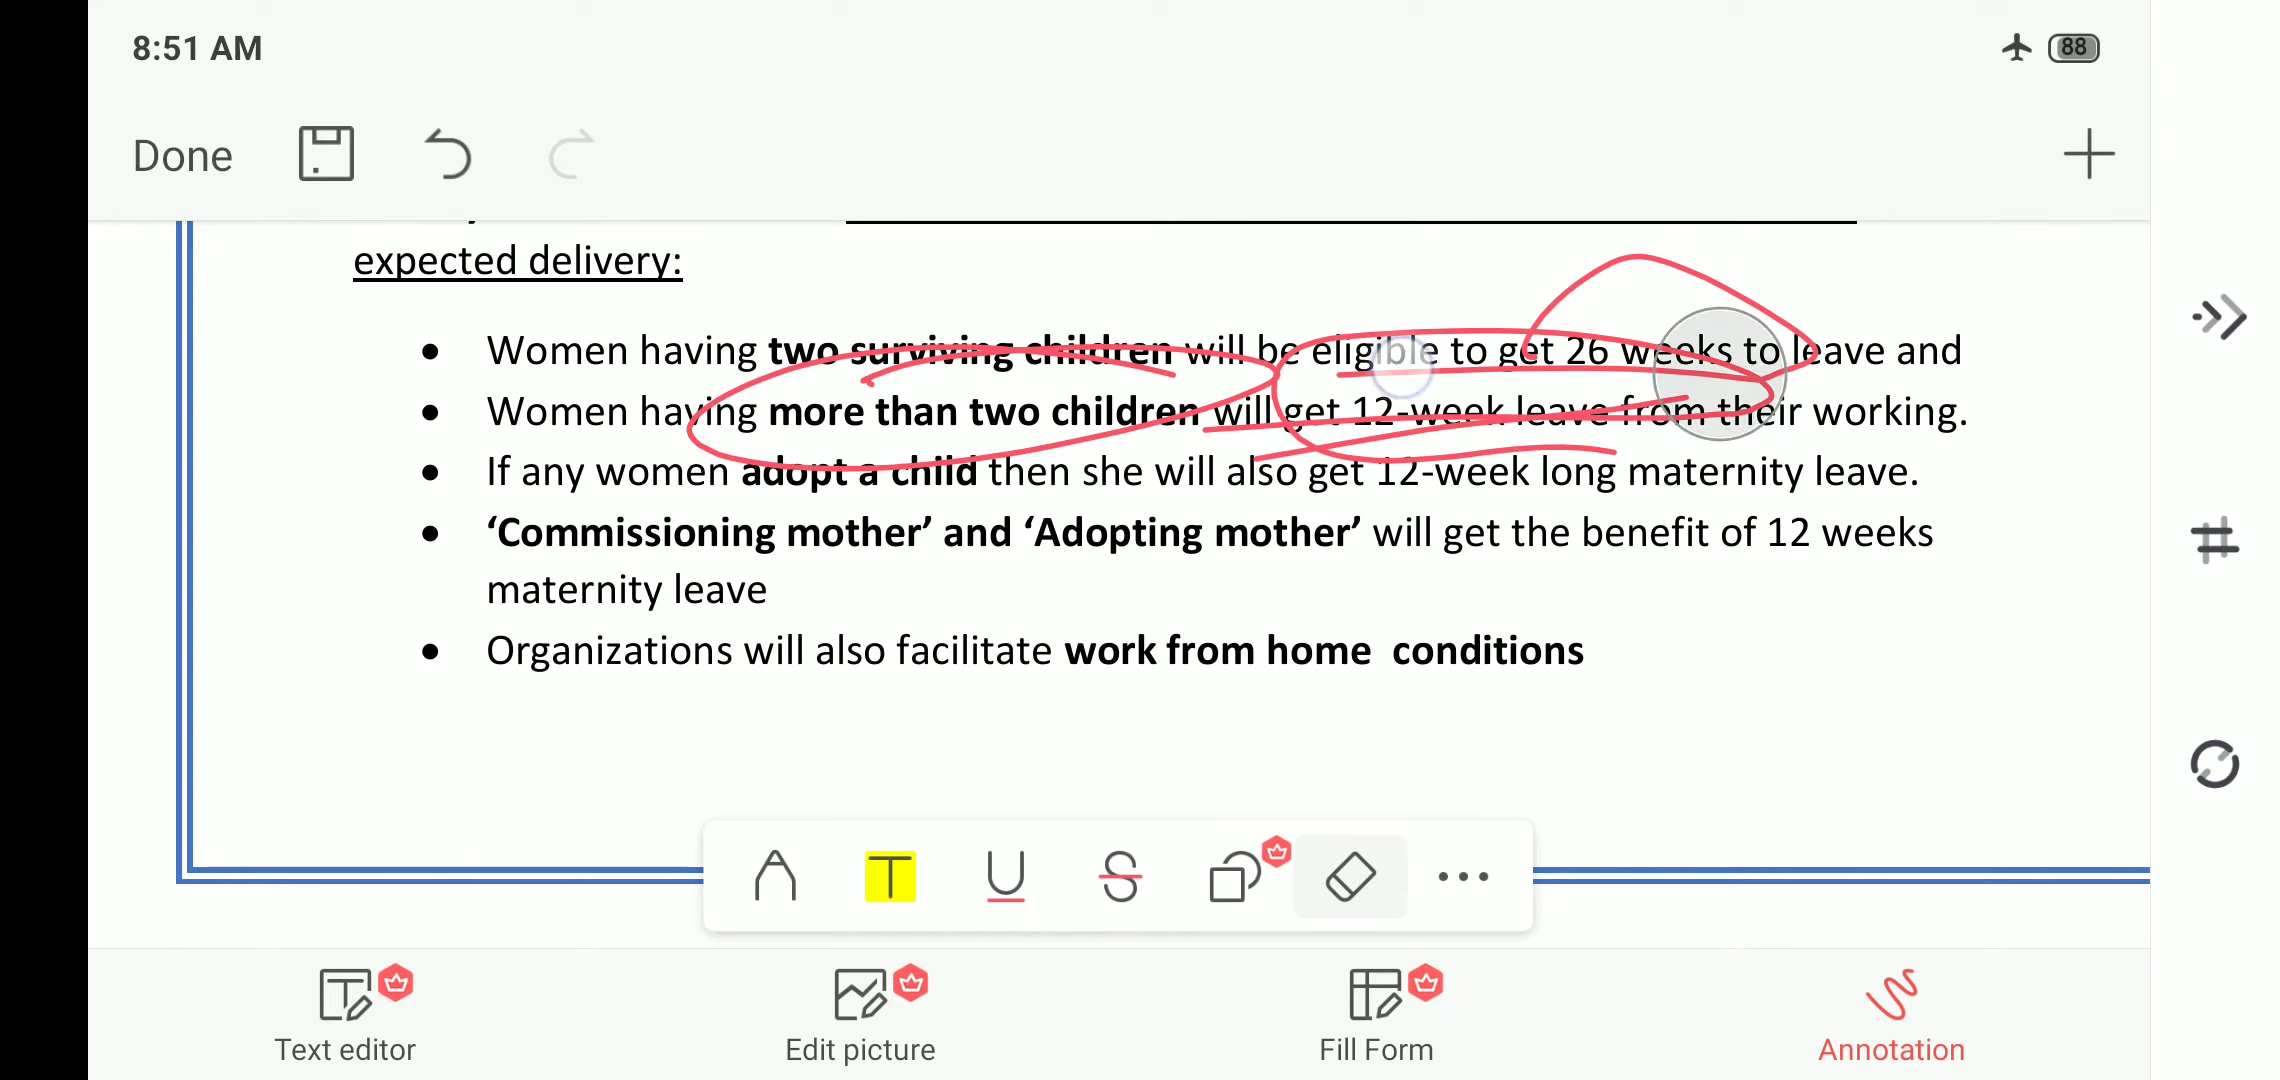 8:51 AM
88
Done
expected delivery:
• Women having two surviving children will be eligible to get 26 weeks to leave and
• Women having more than two children will get 12-week leave from their working.
• If any women adopt a child then she will also get 12-week long maternity leave.
• ‘Commissioning mother’ and ‘Adopting mother’ will get the benefit of 12 weeks
maternity leave
• Organizations will also facilitate work from home conditions
Text editor
Edit picture
Fill Form
Annotation